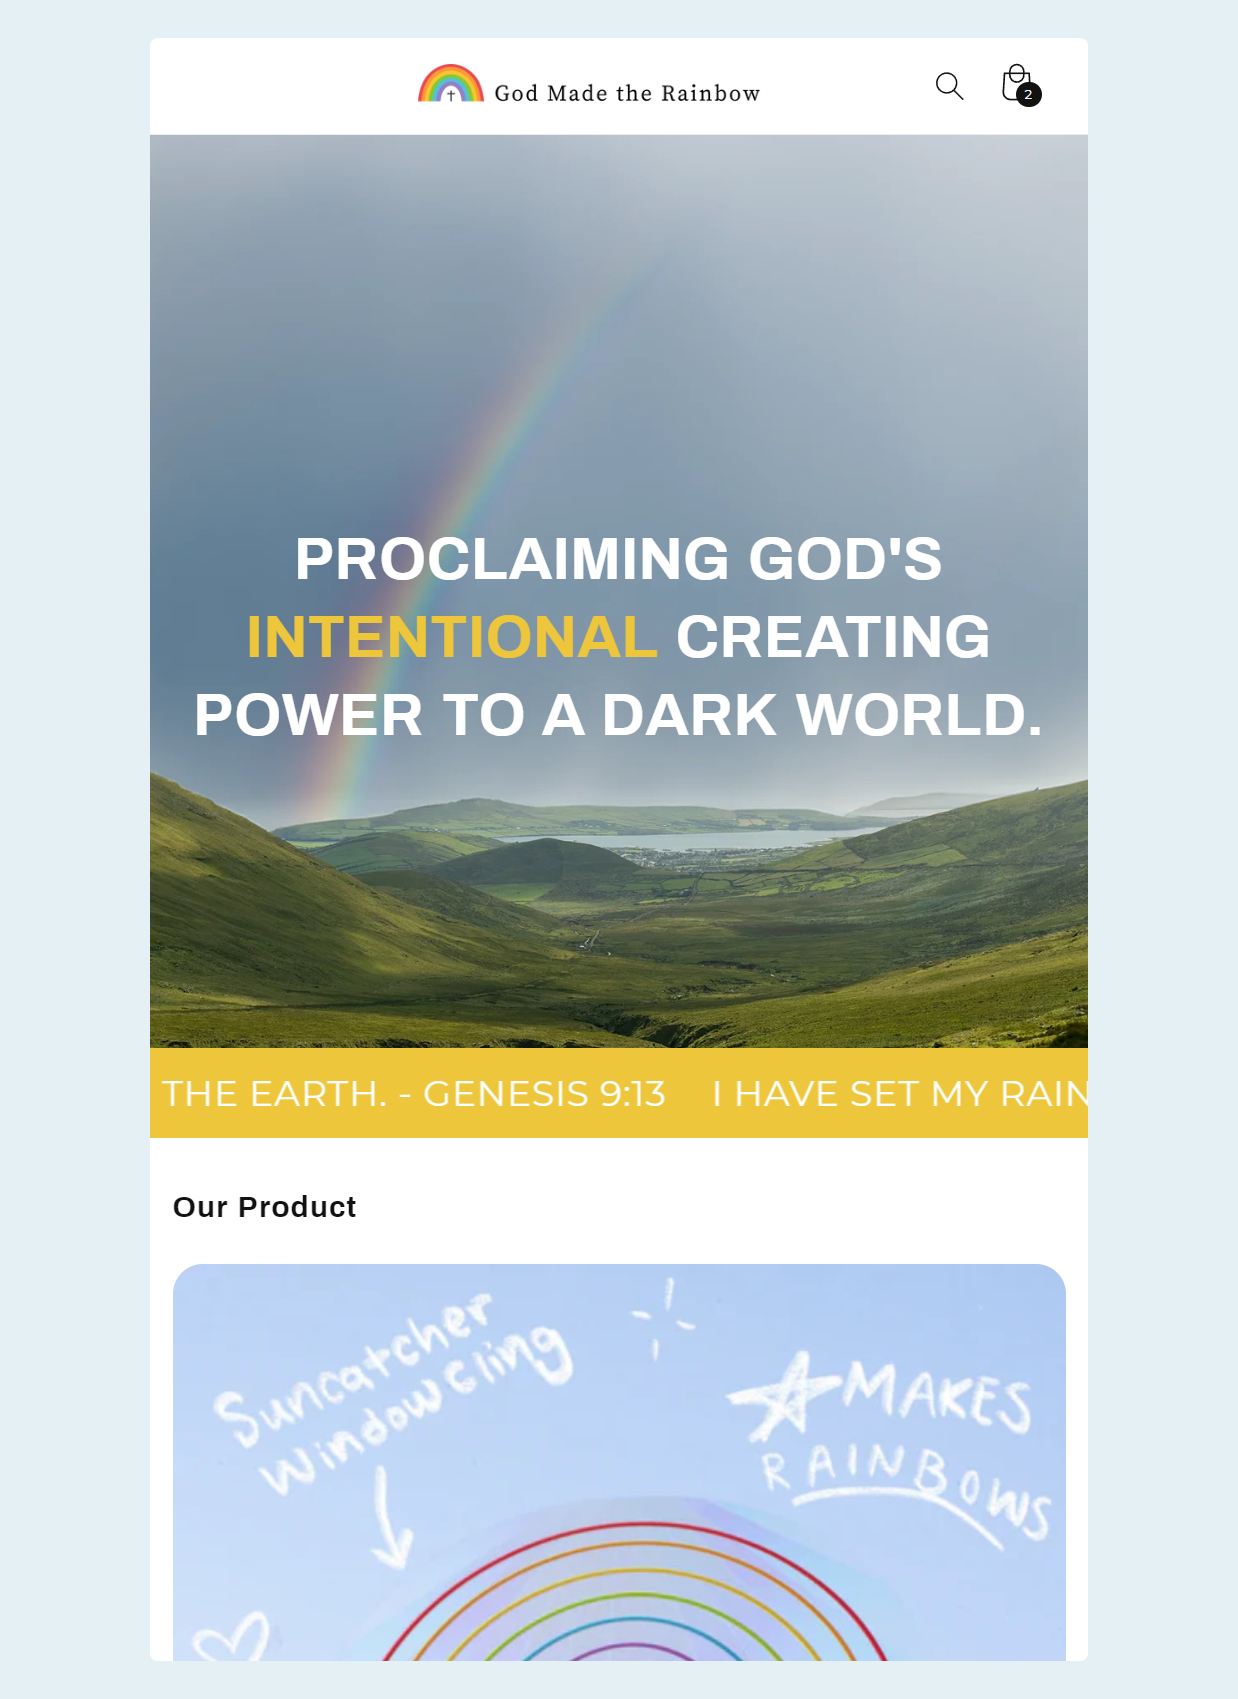 God Made the Rainbow
2
PROCLAIMING GOD'S
INTENTIONAL CREATING
POWER TO A DARK WORLD.
THE EARTH. - GENESIS 9:13 I HAVE SET MY RAIN
Our Product
Suncatcher
Window Cling
MAKES
RAINBOWS